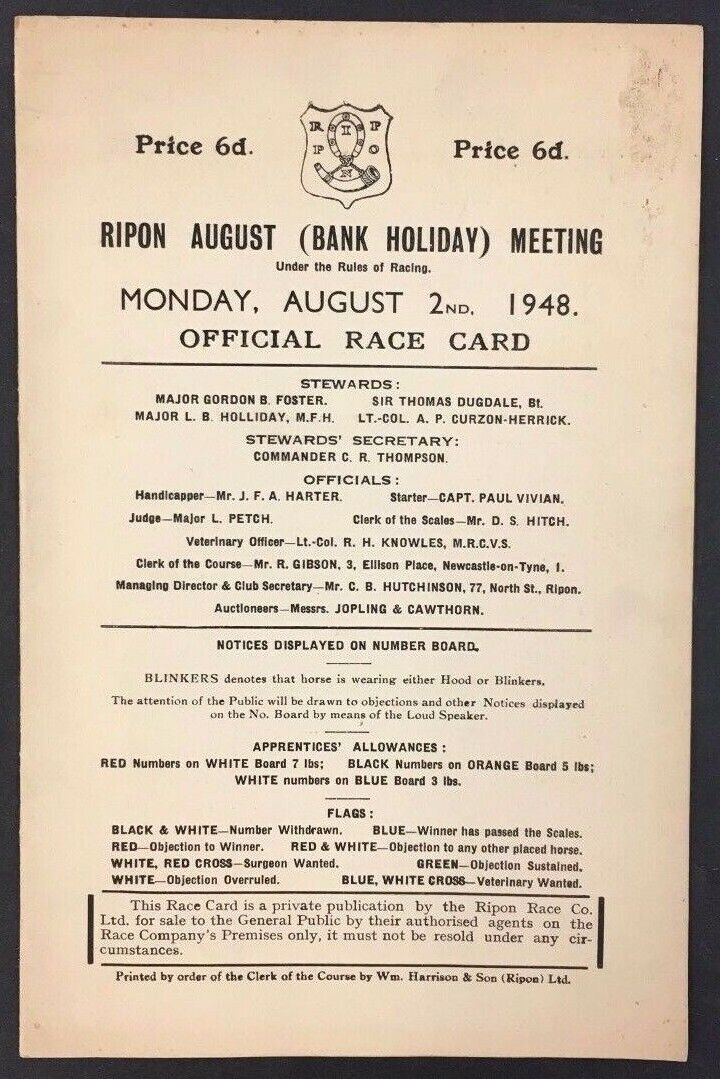 Price 6d.
R I P
P N O
Price 6d.
RIPON AUGUST (BANK HOLIDAY) MEETING
Under the Rules of Racing.
MONDAY, AUGUST 2ND, 1948.
OFFICIAL RACE CARD
STEWARDS:
MAJOR GORDON B. FOSTER. SIR THOMAS DUGDALE, Bt.
MAJOR L. B. HOLLIDAY, M.F.H. LT.-COL. A. P. CURZON-HERRICK.
STEWARDS' SECRETARY:
COMMANDER C. R. THOMPSON.
OFFICIALS:
Handicapper—Mr. J. F. A. HARTER. Starter—CAPT. PAUL VIVIAN.
Judge—Major L. PETCH. Clerk of the Scales—Mr. D. S. HITCH.
Veterinary Officer—Lt.-Col. R. H. KNOWLES, M.R.C.V.S.
Clerk of the Course—Mr. R. GIBSON, 3, Ellison Place, Newcastle-on-Tyne, 1.
Managing Director & Club Secretary—Mr. C. B. HUTCHINSON, 77, North St., Ripon.
Auctioneers—Messrs. JOPLING & CAWTHORN.
NOTICES DISPLAYED ON NUMBER BOARD.
BLINKERS denotes that horse is wearing either Hood or Blinkers.
The attention of the Public will be drawn to objections and other Notices displayed
on the No. Board by means of the Loud Speaker.
APPRENTICES' ALLOWANCES:
RED Numbers on WHITE Board 7 lbs; BLACK Numbers on ORANGE Board 5 lbs;
WHITE numbers on BLUE Board 3 lbs.
FLAGS:
BLACK & WHITE—Number Withdrawn. BLUE—Winner has passed the Scales.
RED—Objection to Winner. RED & WHITE—Objection to any other placed horse.
WHITE, RED CROSS—Surgeon Wanted. GREEN—Objection Sustained.
WHITE—Objection Overruled. BLUE, WHITE CROSS—Veterinary Wanted.
This Race Card is a private publication by the Ripon Race Co.
Ltd. for sale to the General Public by their authorised agents on the
Race Company's Premises only, it must not be resold under any cir-
cumstances.
Printed by order of the Clerk of the Course by Wm. Harrison & Son (Ripon) Ltd.